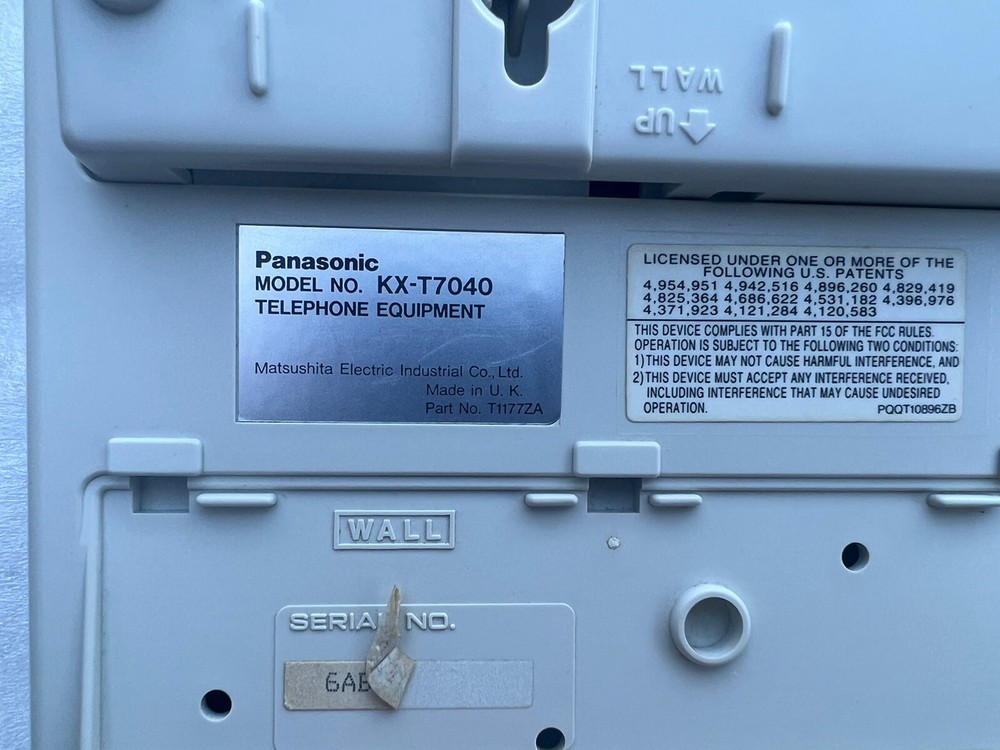 WALL
UP
Panasonic
MODEL NO. KX-T7040
TELEPHONE EQUIPMENT
Matsushita Electric Industrial Co., Ltd.
Made in U. K.
Part No. T1177ZA
LICENSED UNDER ONE OR MORE OF THE
FOLLOWING U.S. PATENTS
4,954,951 4,942,516 4,896,260 4,829,419
4,825,364 4,686,622 4,531,182 4,396,976
4,371,923 4,121,284 4,120,583
THIS DEVICE COMPLIES WITH PART 15 OF THE FCC RULES.
OPERATION IS SUBJECT TO THE FOLLOWING TWO CONDITIONS:
1) THIS DEVICE MAY NOT CAUSE HARMFUL INTERFERENCE, AND
2) THIS DEVICE MUST ACCEPT ANY INTERFERENCE RECEIVED,
INCLUDING INTERFERENCE THAT MAY CAUSE UNDESIRED
OPERATION.
PQQT10896ZB
WALL
SERIAL NO.
6AB